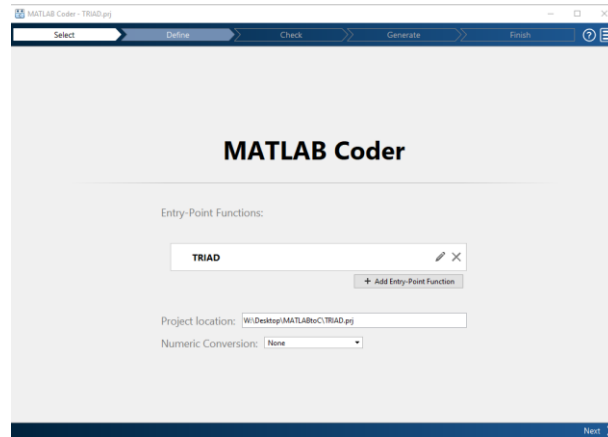 MATLAB Coder - TRIAD.prj
Select Define Check Generate Finish
MATLAB Coder
Entry-Point Functions:
TRIAD
+ Add Entry-Point Function
Project location: W:\Desktop\MATLABtoC\TRIAD.prj
Numeric Conversion: None
Next